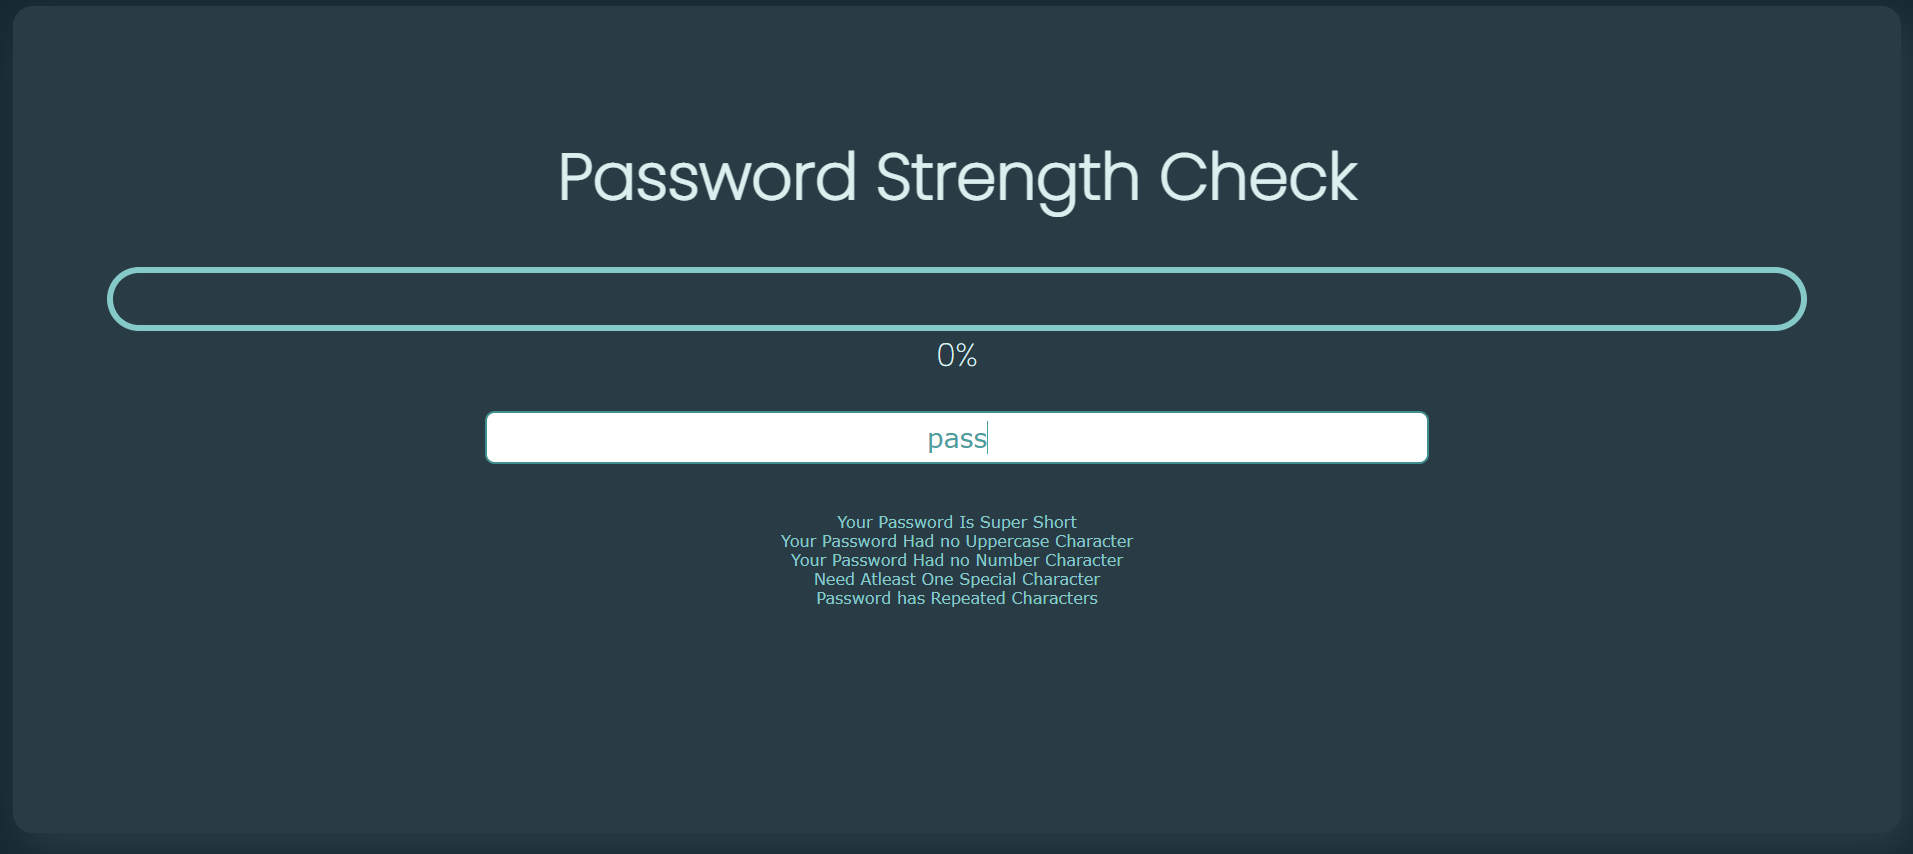 Password Strength Check
0%
pass
Your Password Is Super Short
Your Password Had no Uppercase Character
Your Password Had no Number Character
Need Atleast One Special Character
Password has Repeated Characters